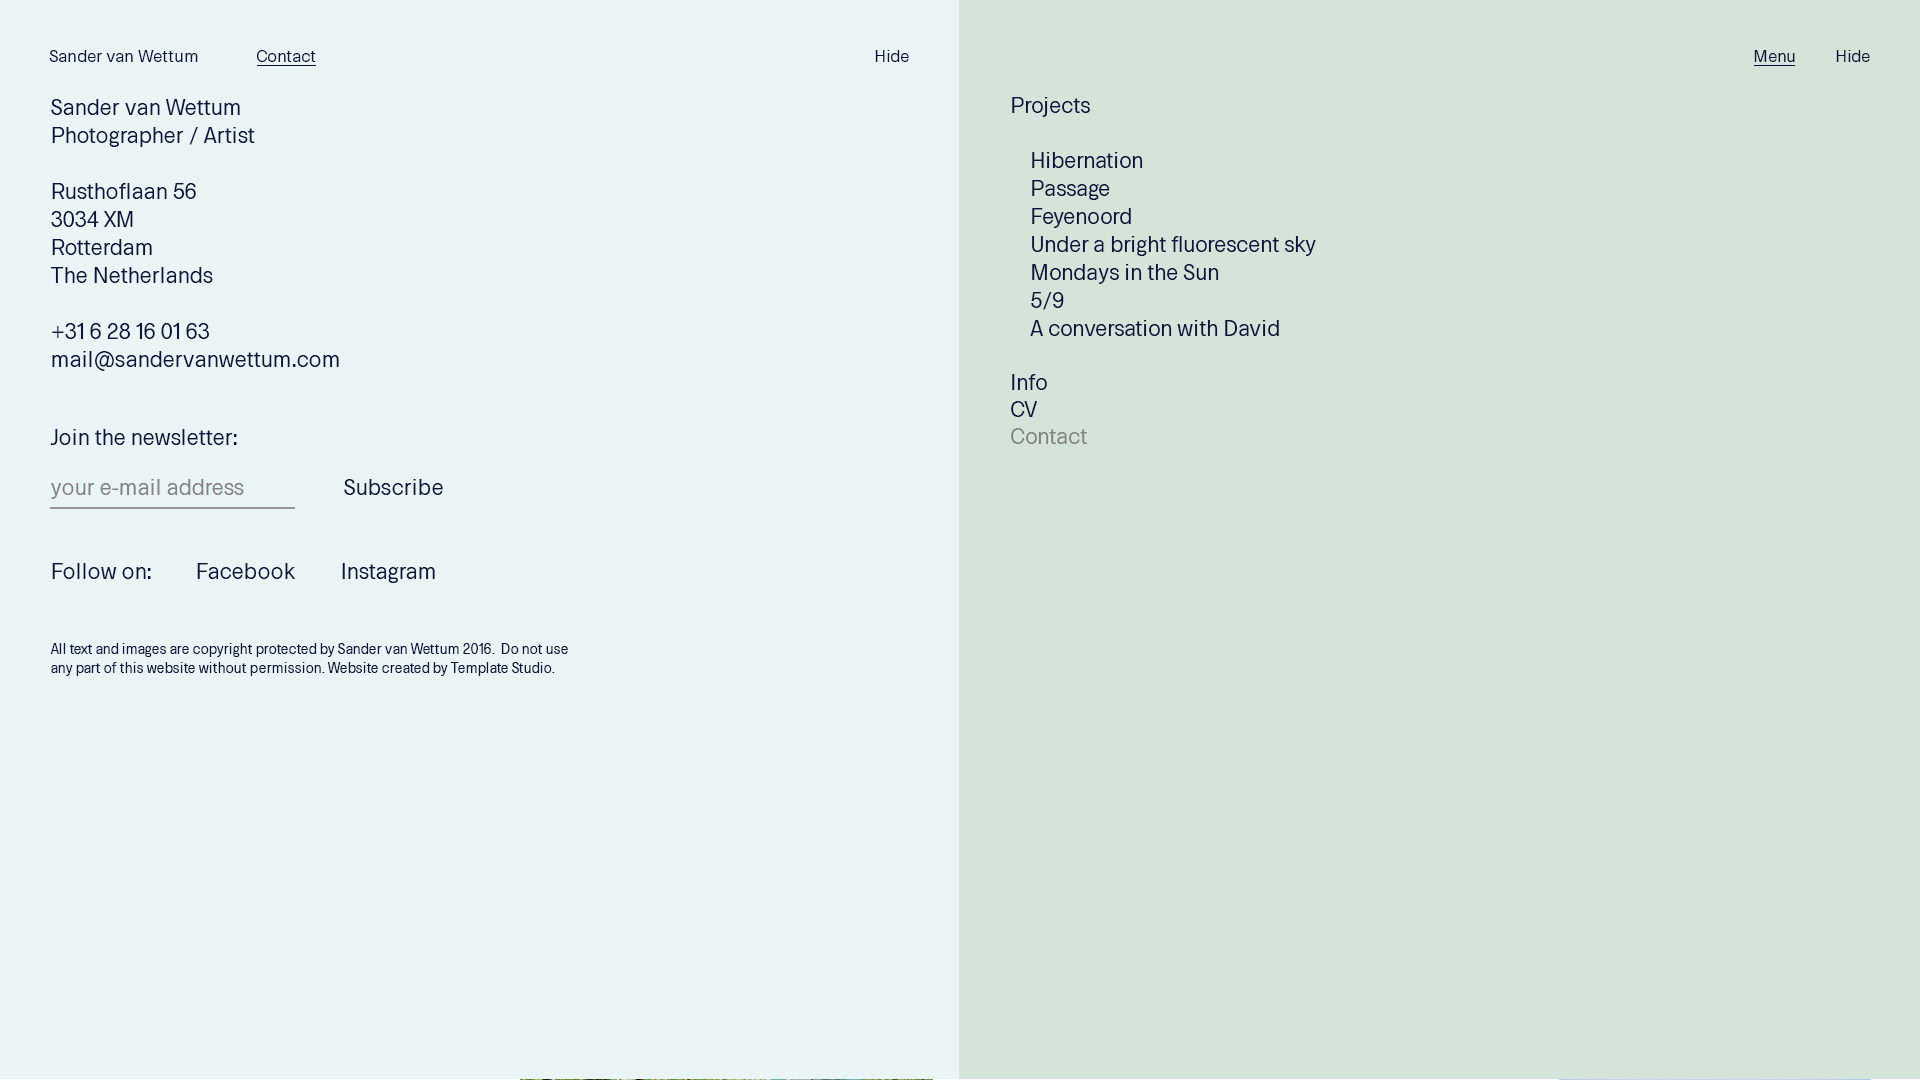 Sander van Wettum
Contact
Hide
Sander van Wettum
Photographer / Artist
Rusthoflaan 56
3034 XM
Rotterdam
The Netherlands
+31 6 28 16 01 63
mail@sandervanwettum.com
Join the newsletter:
your e-mail address
Subscribe
Follow on:
Facebook
Instagram
All text and images are copyright protected by Sander van Wettum 2016.  Do not use
any part of this website without permission. Website created by Template Studio.
Menu
Hide
Projects
Hibernation
Passage
Feyenoord
Under a bright fluorescent sky
Mondays in the Sun
5/9
A conversation with David
Info
CV
Contact